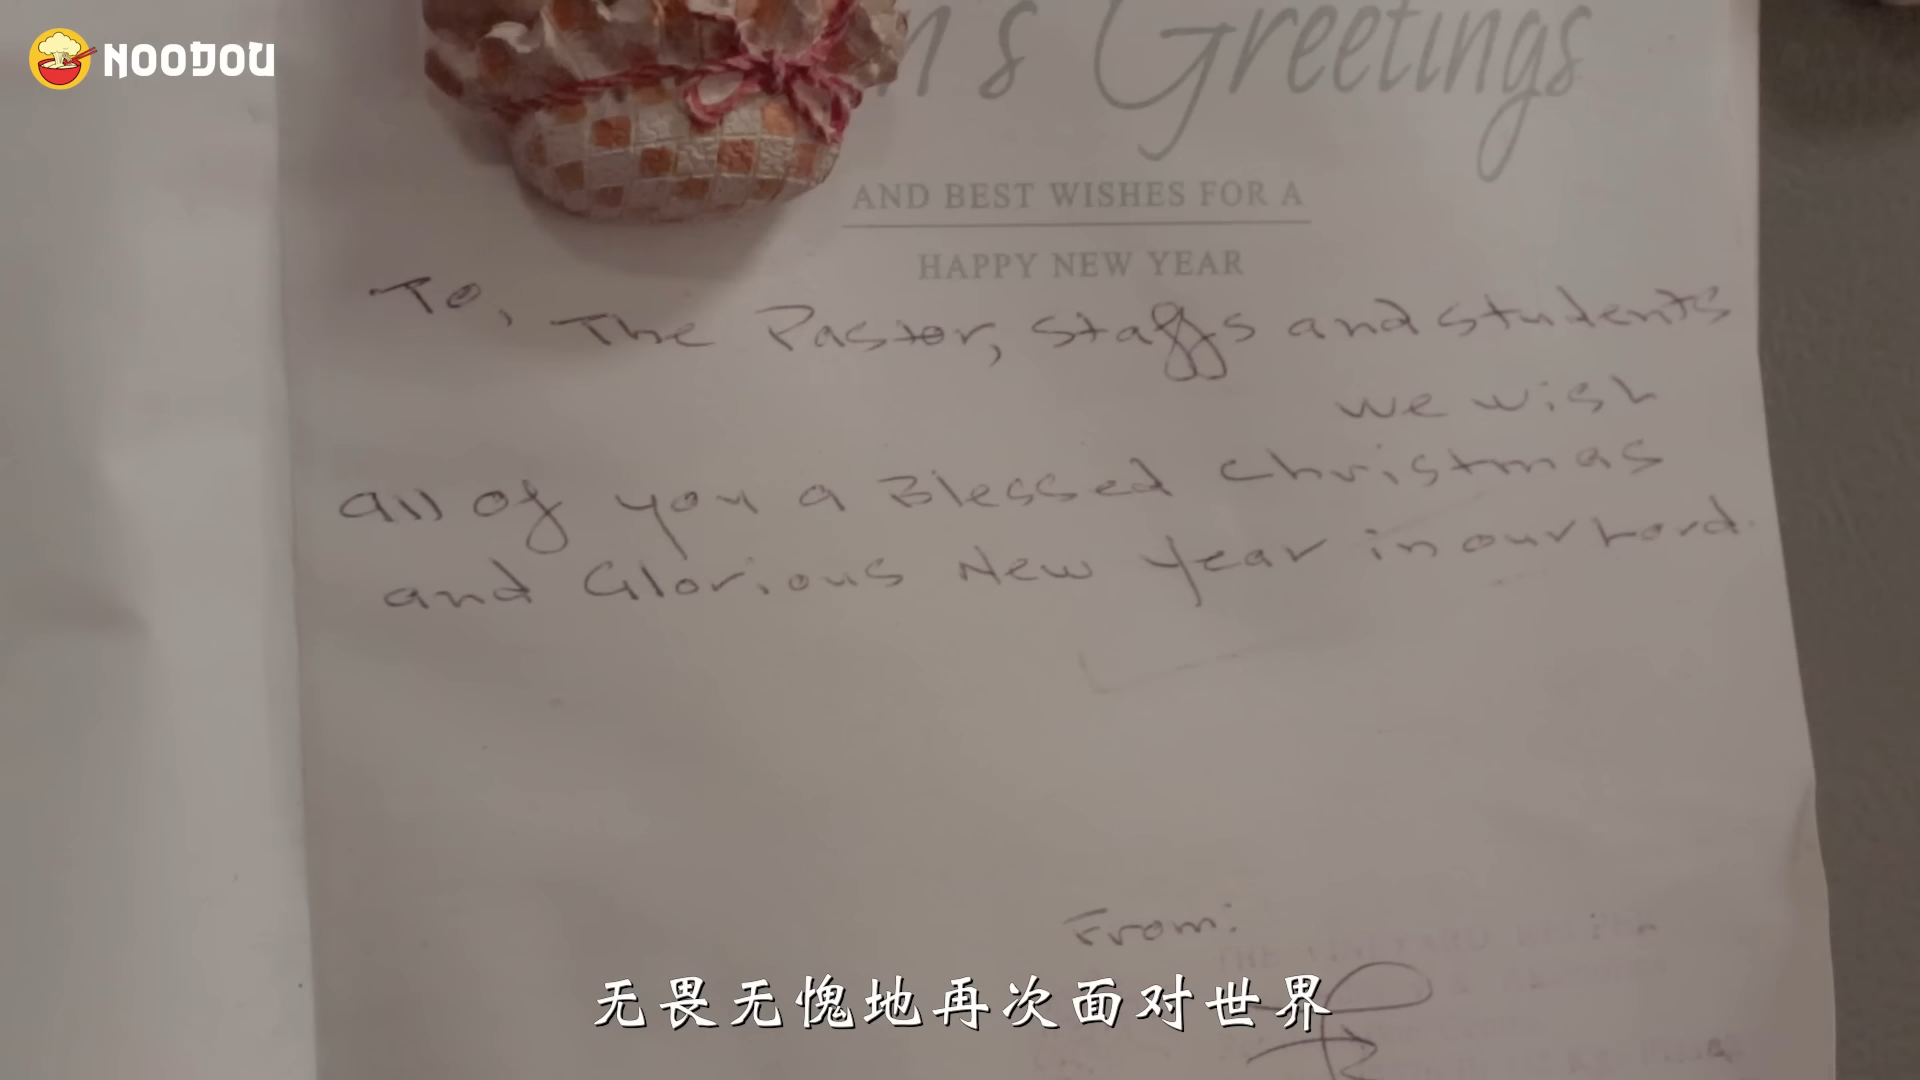 NOODOU
n's Greetings
AND BEST WISHES FOR A
HAPPY NEW YEAR
To,
The Pastor, Staffs and students
we wish
all of you a Blessed Christmas
and Glorious New Year in our Lord.
From:
无畏无愧地再次面对世界